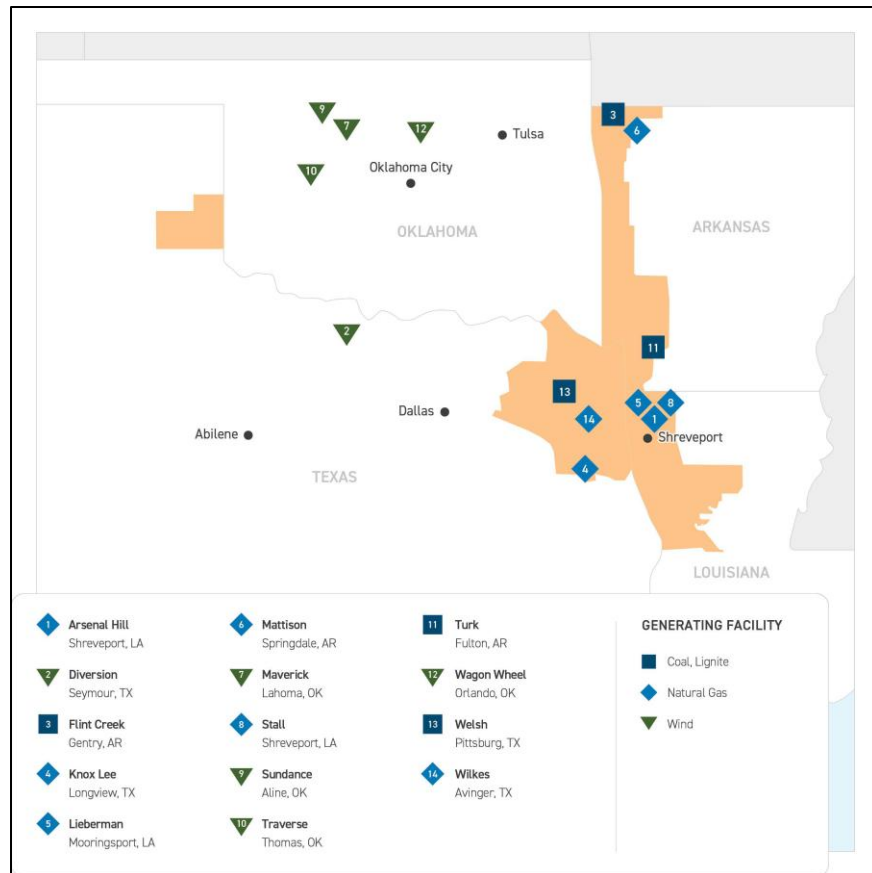 9
7
12
Tulsa
3
6
10
Oklahoma City
OKLAHOMA
ARKANSAS
2
11
13
5
8
14
1
Dallas
Abilene
Shreveport
4
TEXAS
LOUISIANA
1 Arsenal Hill
Shreveport, LA
2 Diversion
Seymour, TX
3 Flint Creek
Gentry, AR
4 Knox Lee
Longview, TX
5 Lieberman
Mooringsport, LA
6 Mattison
Springdale, AR
7 Maverick
Lahoma, OK
8 Stall
Shreveport, LA
9 Sundance
Aline, OK
10 Traverse
Thomas, OK
11 Turk
Fulton, AR
12 Wagon Wheel
Orlando, OK
13 Welsh
Pittsburg, TX
14 Wilkes
Avinger, TX
GENERATING FACILITY
Coal, Lignite
Natural Gas
Wind